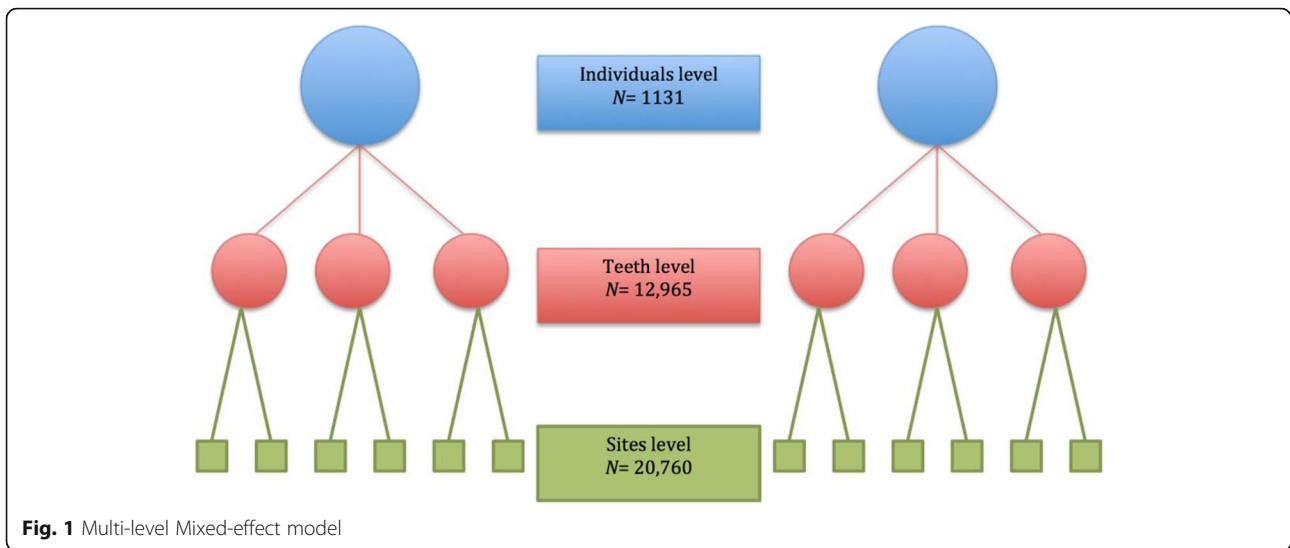 Individuals level
N= 1131
Teeth level
N= 12,965
Sites level
N= 20,760
Fig. 1 Multi-level Mixed-effect model